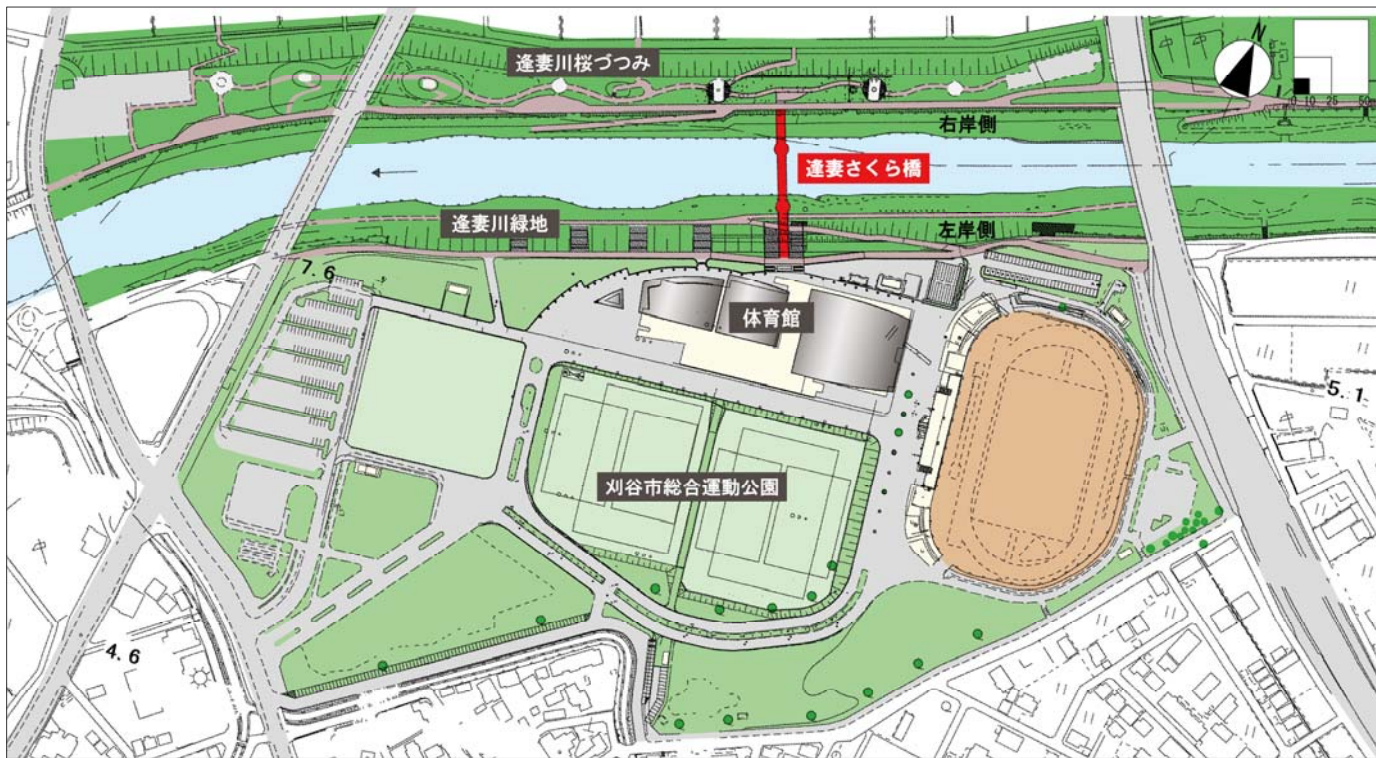 逢妻川桜づつみ
N
0 10 25 50
右岸側
逢妻さくら橋
逢妻川緑地
左岸側
7.6
体育館
5.1
刈谷市総合運動公園
4.6